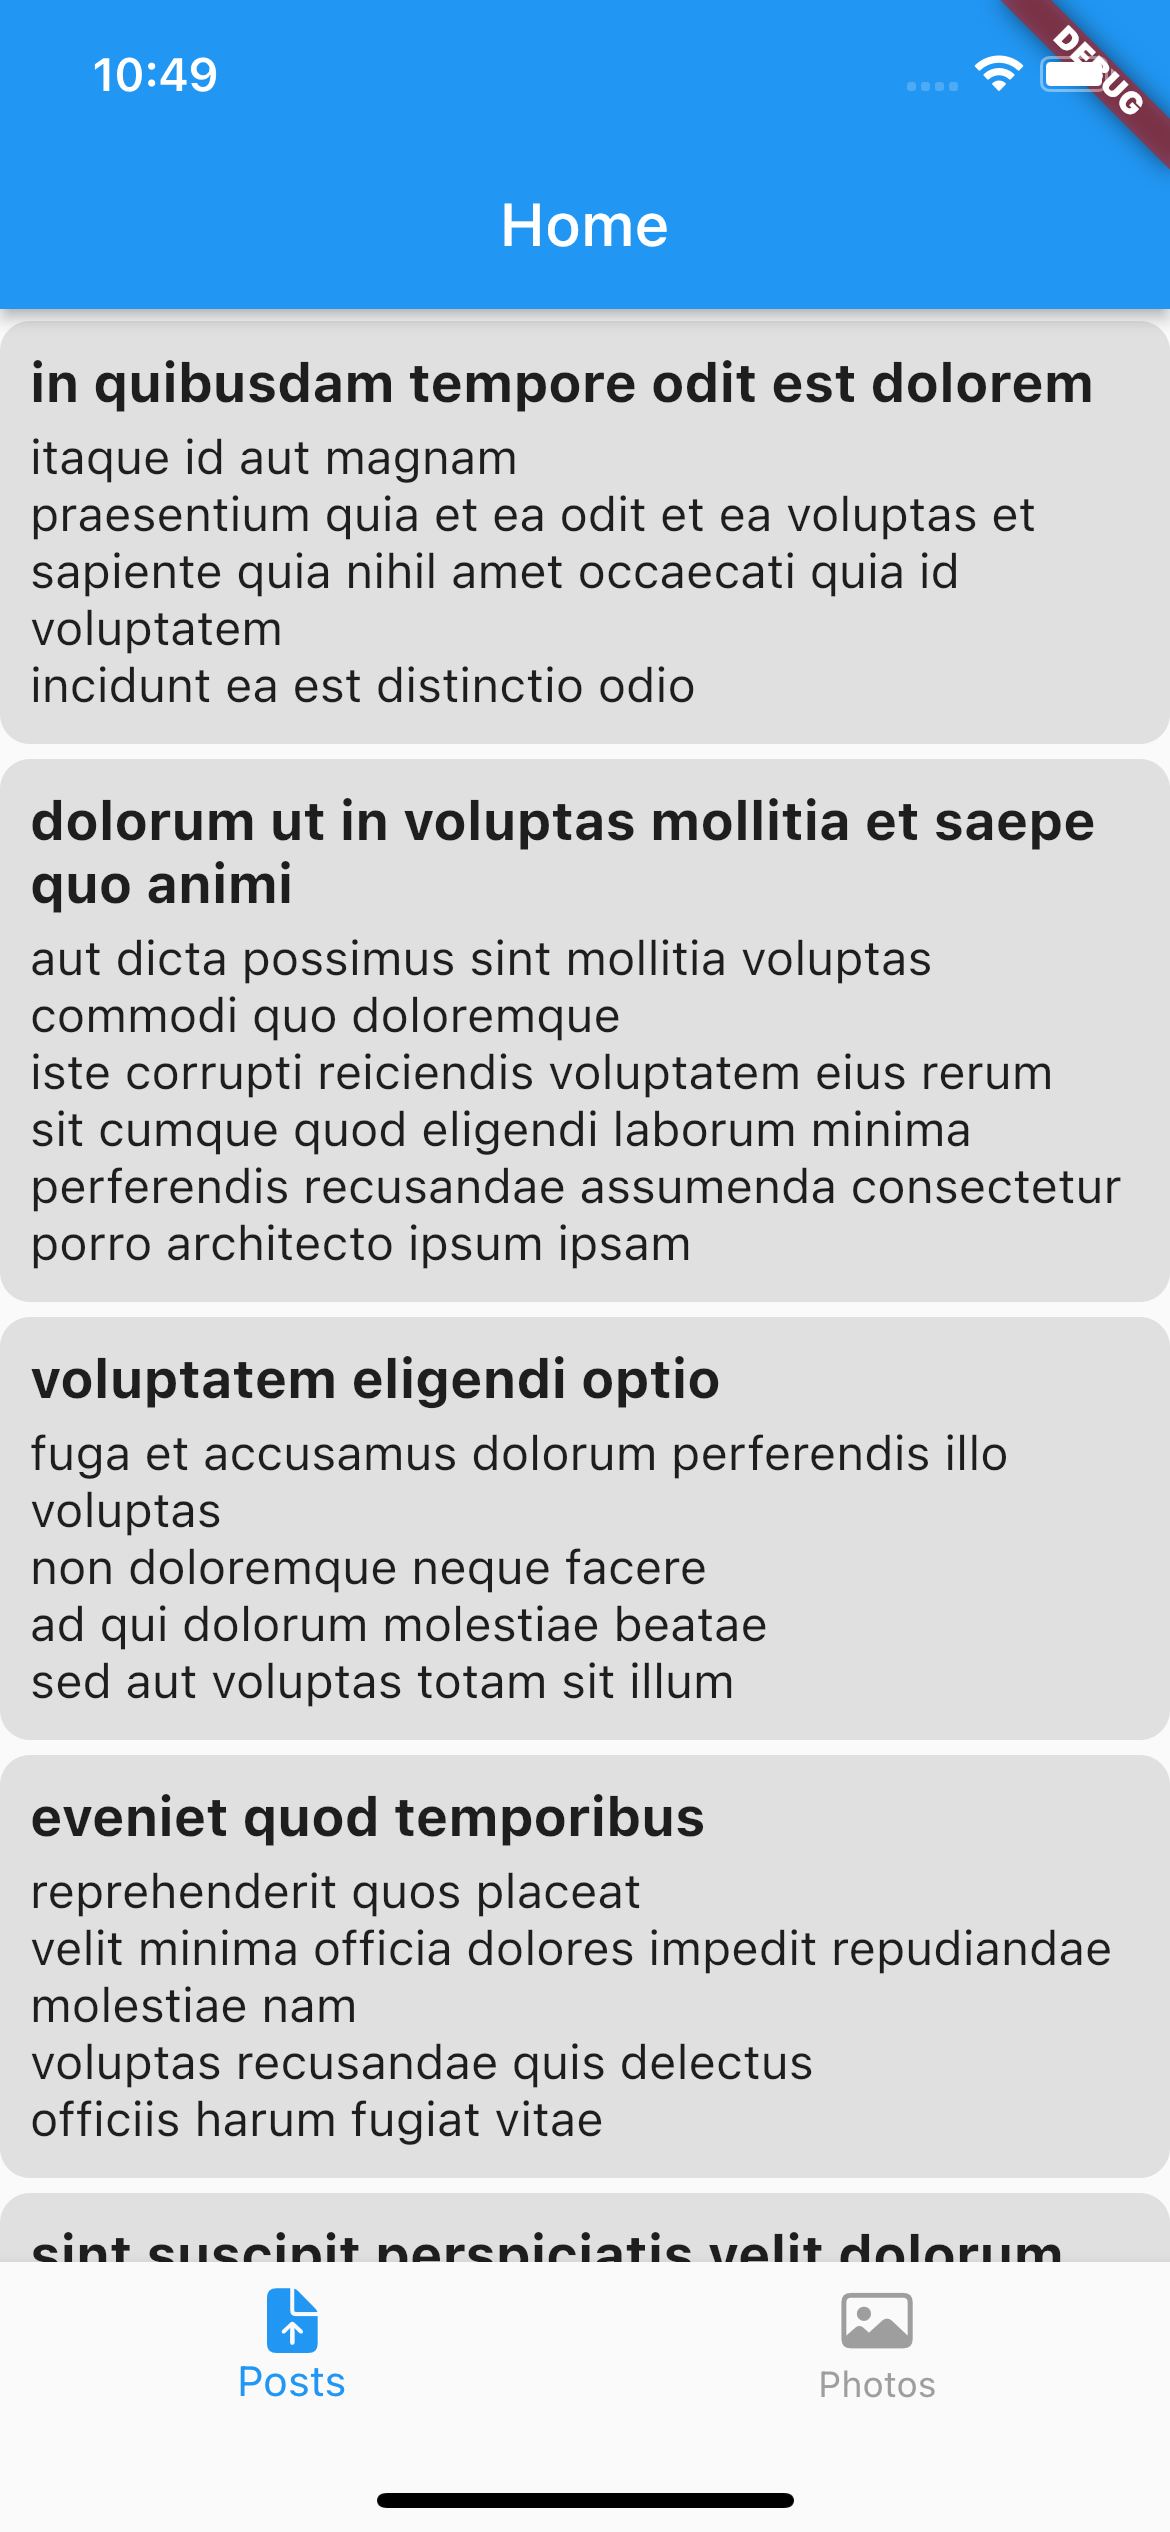 10:49
DEBUG
Home
in quibusdam tempore odit est dolorem
itaque id aut magnam
praesentium quia et ea odit et ea voluptas et
sapiente quia nihil amet occaecati quia id
voluptatem
incidunt ea est distinctio odio
dolorum ut in voluptas mollitia et saepe
quo animi
aut dicta possimus sint mollitia voluptas
commodi quo doloremque
iste corrupti reiciendis voluptatem eius rerum
sit cumque quod eligendi laborum minima
perferendis recusandae assumenda consectetur
porro architecto ipsum ipsam
voluptatem eligendi optio
fuga et accusamus dolorum perferendis illo
voluptas
non doloremque neque facere
ad qui dolorum molestiae beatae
sed aut voluptas totam sit illum
eveniet quod temporibus
reprehenderit quos placeat
velit minima officia dolores impedit repudiandae
molestiae nam
voluptas recusandae quis delectus
officiis harum fugiat vitae
sint suscipit perspiciatis velit dolorum
Posts
Photos